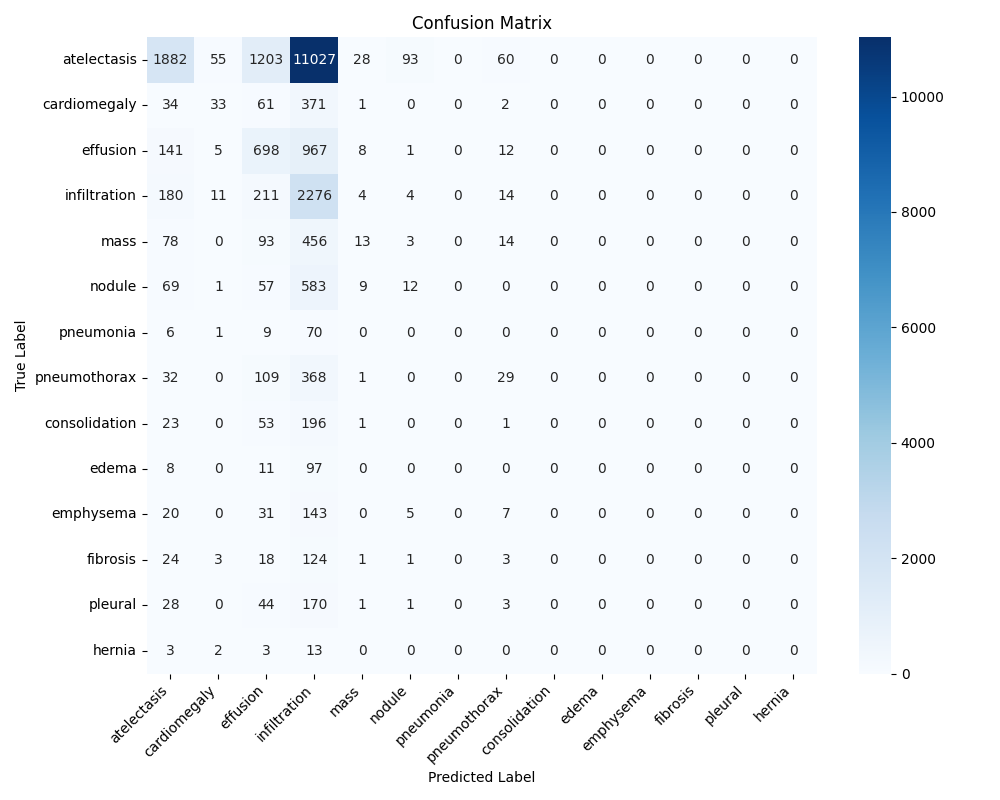 Confusion Matrix
atelectasis 1882 55 1203 11027 28 93 0 60 0 0 0 0 0 0
cardiomegaly 34 33 61 371 1 0 0 2 0 0 0 0 0 0
effusion 141 5 698 967 8 1 0 12 0 0 0 0 0 0
infiltration 180 11 211 2276 4 4 0 14 0 0 0 0 0 0
mass 78 0 93 456 13 3 0 14 0 0 0 0 0 0
nodule 69 1 57 583 9 12 0 0 0 0 0 0 0 0
pneumonia 6 1 9 70 0 0 0 0 0 0 0 0 0 0
pneumothorax 32 0 109 368 1 0 0 29 0 0 0 0 0 0
consolidation 23 0 53 196 1 0 0 1 0 0 0 0 0 0
edema 8 0 11 97 0 0 0 0 0 0 0 0 0 0
emphysema 20 0 31 143 0 5 0 7 0 0 0 0 0 0
fibrosis 24 3 18 124 1 1 0 3 0 0 0 0 0 0
pleural 28 0 44 170 1 1 0 3 0 0 0 0 0 0
hernia 3 2 3 13 0 0 0 0 0 0 0 0 0 0
atelectasis cardiomegaly effusion infiltration mass nodule pneumonia pneumothorax consolidation edema emphysema fibrosis pleural hernia
Predicted Label
True Label
10000
8000
6000
4000
2000
0